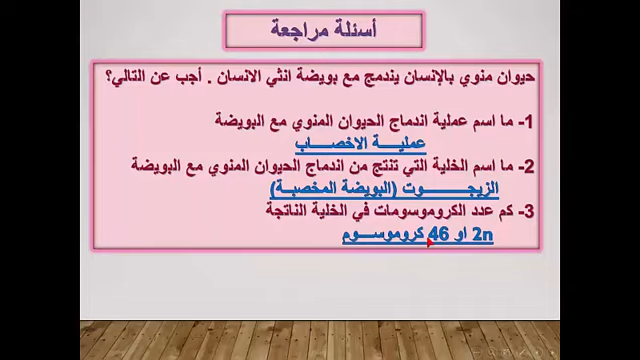 أسئلة مراجعة
حيوان منوي بالإنسان يندمج مع بويضة انثي الانسان . أجب عن التالي؟
1- ما اسم عملية اندماج الحيوان المنوي مع البويضة
عمليـــة الاخصـــاب
2- ما اسم الخلية التي تنتج من اندماج الحيوان المنوي مع البويضة
الزيجـــــوت (البويضة المخصبـة)
3- كم عدد الكروموسومات في الخلية الناتجة
2n او 46 كروموســـوم